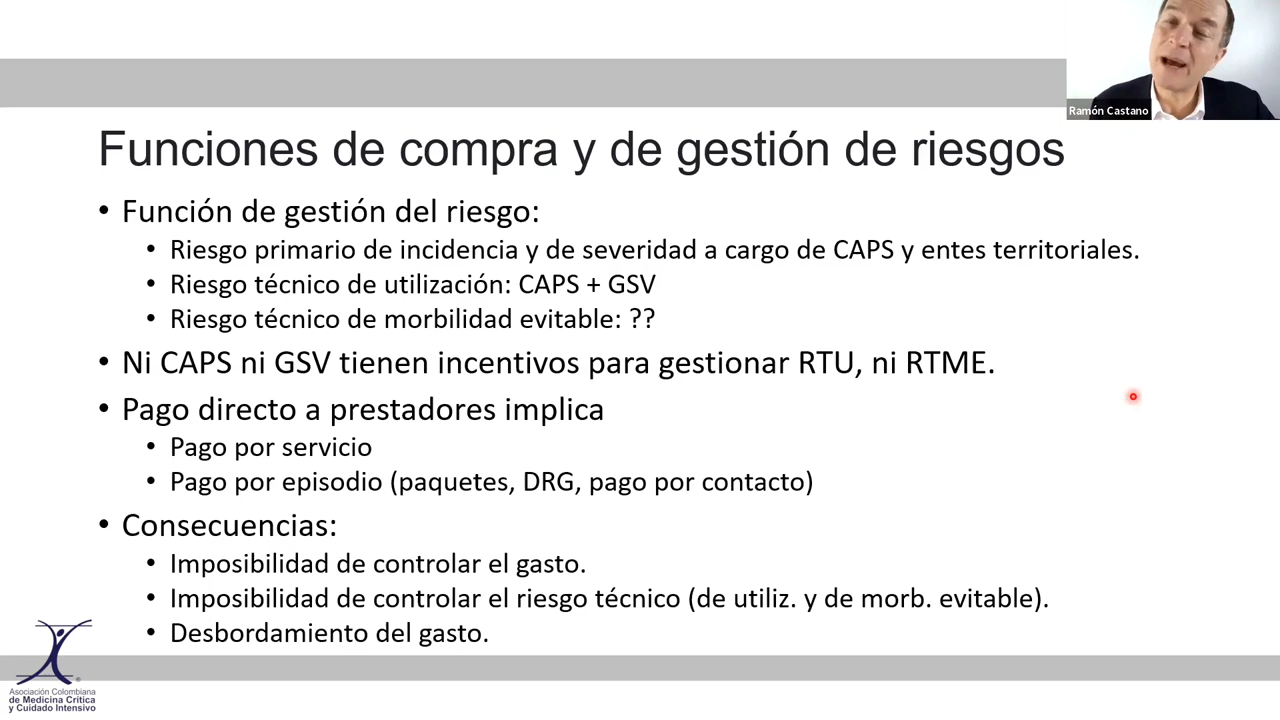 Ramón Castano
Funciones de compra y de gestión de riesgos
• Función de gestión del riesgo:
• Riesgo primario de incidencia y de severidad a cargo de CAPS y entes territoriales.
• Riesgo técnico de utilización: CAPS + GSV
• Riesgo técnico de morbilidad evitable: ??
• Ni CAPS ni GSV tienen incentivos para gestionar RTU, ni RTME.
• Pago directo a prestadores implica
• Pago por servicio
• Pago por episodio (paquetes, DRG, pago por contacto)
• Consecuencias:
• Imposibilidad de controlar el gasto.
• Imposibilidad de controlar el riesgo técnico (de utiliz. y de morb. evitable).
• Desbordamiento del gasto.
Asociación Colombiana
de Medicina Crítica
y Cuidado Intensivo